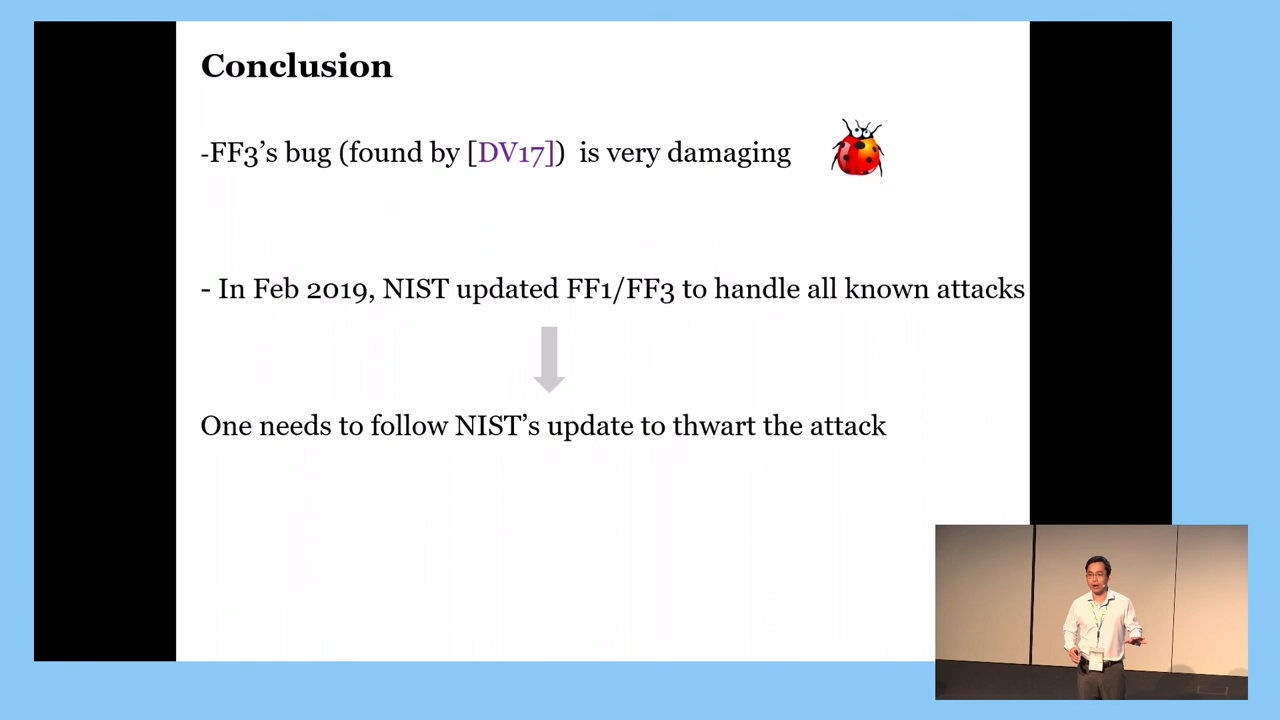 Conclusion
-FF3’s bug (found by [DV17]) is very damaging
- In Feb 2019, NIST updated FF1/FF3 to handle all known attacks
One needs to follow NIST’s update to thwart the attack